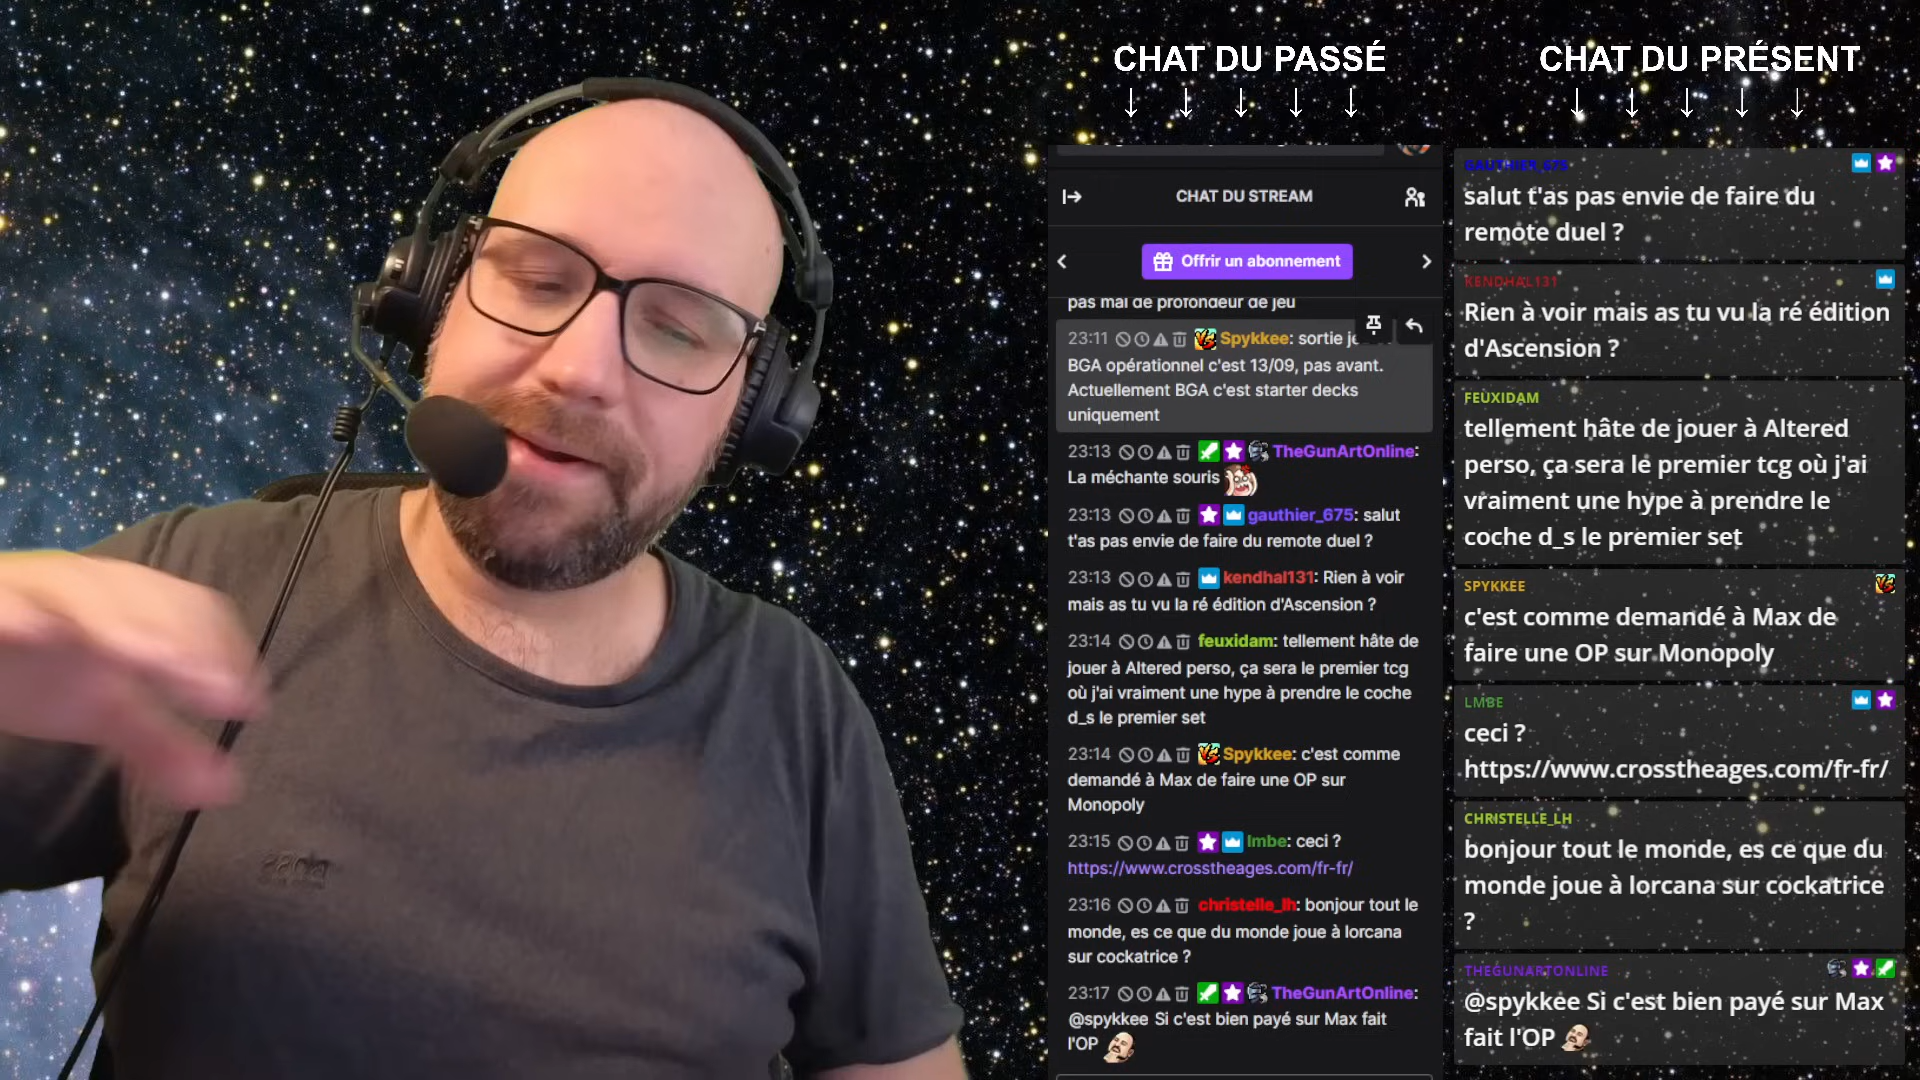 CHAT DU PASSÉ
CHAT DU STREAM
Offrir un abonnement
pas mal de profondeur de jeu
23:11 Spykkee: sortie
BGA opérationnel c'est 13/09, pas avant.
Actuellement BGA c'est starter decks
uniquement
23:13 TheGunArtOnline:
La méchante souris
23:13 gauthier_675: salut
t'as pas envie de faire du remote duel ?
23:13 kendhal131: Rien à voir
mais as tu vu la ré édition d'Ascension ?
23:14 feuxidam: tellement hâte de
jouer à Altered perso, ça sera le premier tcg
où j'ai vraiment une hype à prendre le coche
d_s le premier set
23:14 Spykkee: c'est comme
demandé à Max de faire une OP sur
Monopoly
23:15 lmbe: ceci ?
https://www.crosstheages.com/fr-fr/
23:16 christelle_lh: bonjour tout le
monde, es ce que du monde joue à lorcana
sur cockatrice ?
23:17 TheGunArtOnline:
@spykkee Si c'est bien payé sur Max fait
l'OP
CHAT DU PRÉSENT
GAUTHIER_675
salut t'as pas envie de faire du
remote duel ?
KENDHAL131
Rien à voir mais as tu vu la ré édition
d'Ascension ?
FEUXIDAM
tellement hâte de jouer à Altered
perso, ça sera le premier tcg où j'ai
vraiment une hype à prendre le
coche d_s le premier set
SPYKKEE
c'est comme demandé à Max de
faire une OP sur Monopoly
LMBE
ceci ?
https://www.crosstheages.com/fr-fr/
CHRISTELLE_LH
bonjour tout le monde, es ce que du
monde joue à lorcana sur cockatrice
?
THEGUNARTONLINE
@spykkee Si c'est bien payé sur Max
fait l'OP